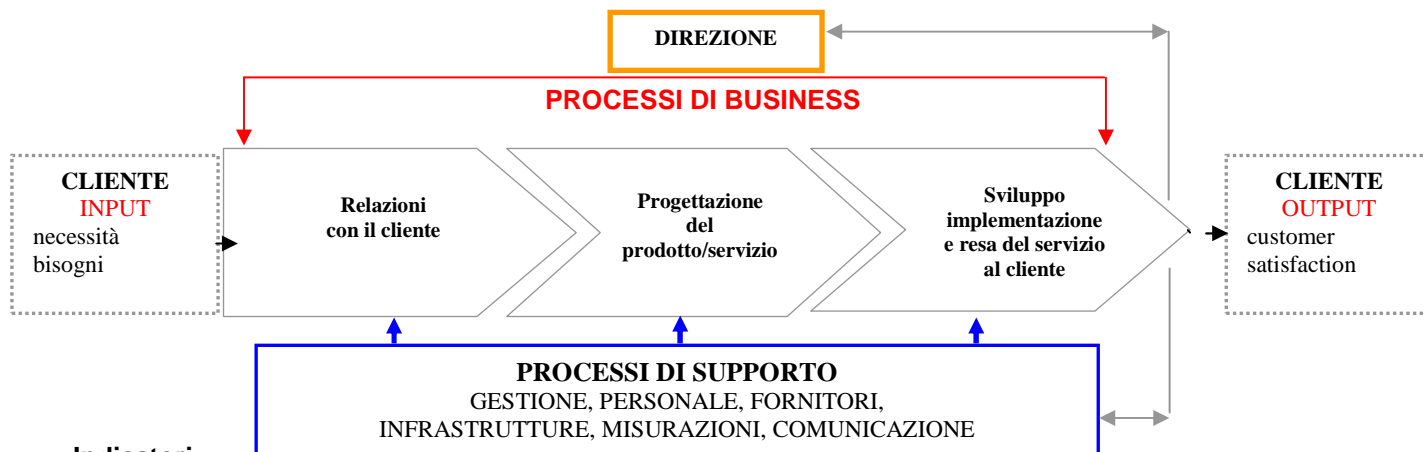 DIREZIONE
PROCESSI DI BUSINESS
CLIENTE
INPUT
necessità
bisogni
Relazioni
con il cliente
Progettazione
del
prodotto/servizio
Sviluppo
implementazione
e resa del servizio
al cliente
CLIENTE
OUTPUT
customer
satisfaction
PROCESSI DI SUPPORTO
GESTIONE, PERSONALE, FORNITORI,
INFRASTRUTTURE, MISURAZIONI, COMUNICAZIONE
Indicatori